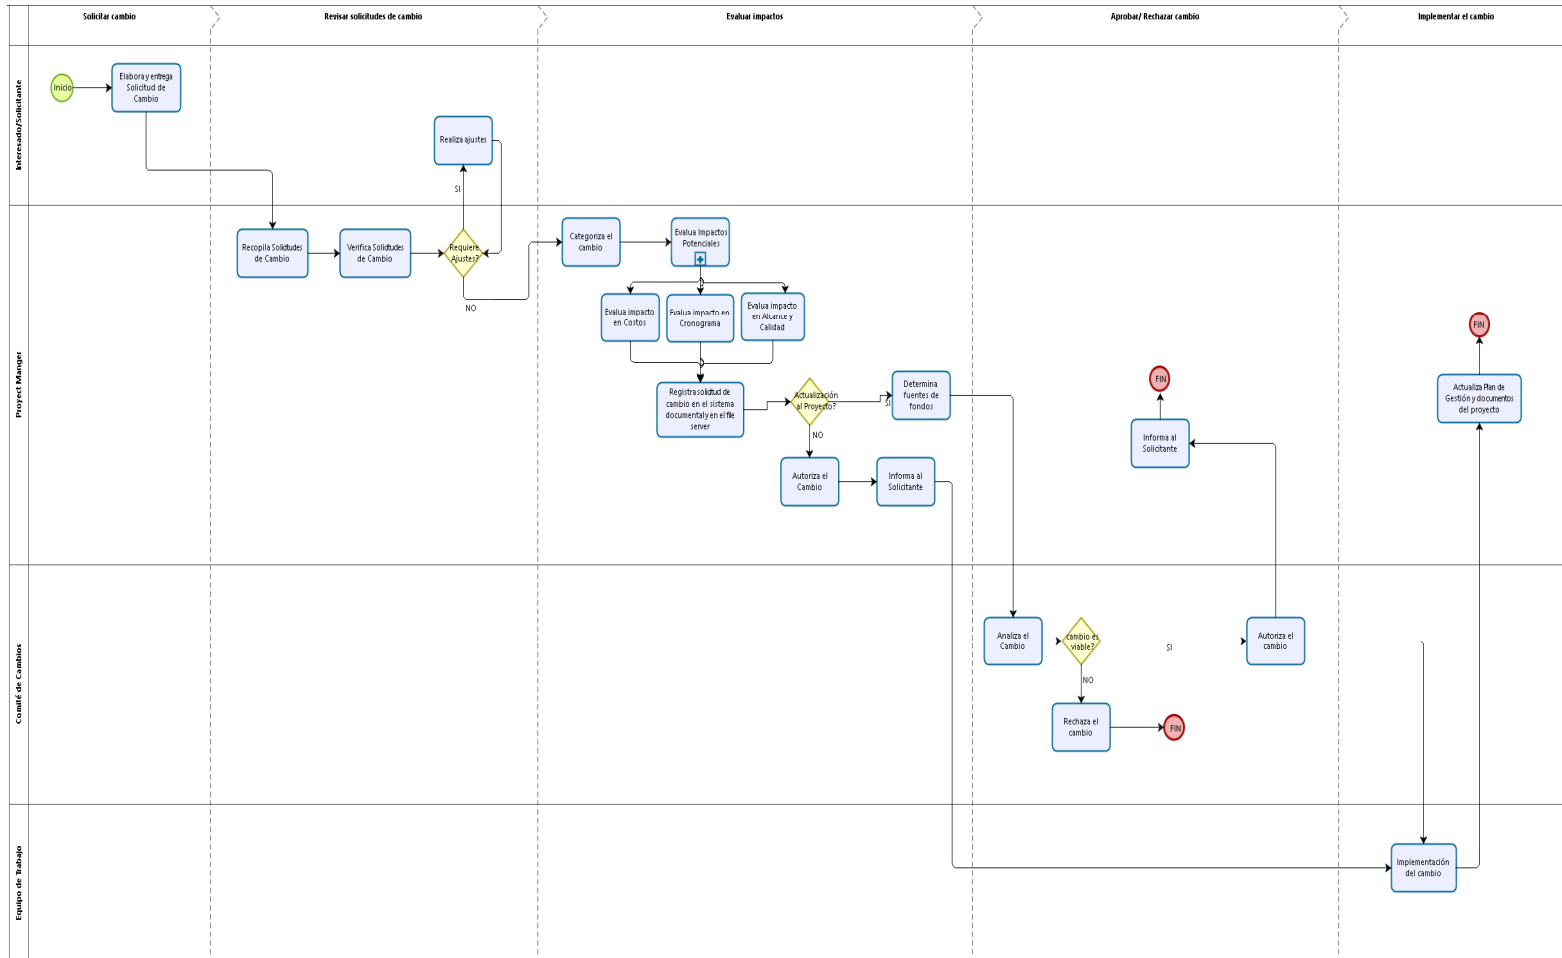 Solicitar cambio
Revisar solicitudes de cambio
Evaluar impactos
Aprobar/ Rechazar cambio
Implementar el cambio
Interesado/Solicitante
Inicio
Elabora y entrega
Solicitud de
Cambio
Realiza ajustes
SI
Proyect Manger
Recopila Solicitudes
de Cambio
Verifica Solicitudes
de Cambio
Requiere
Ajustes?
NO
Categoriza el
cambio
Evalua Impactos
Potenciales
Evalua impacto
en Costos
Evalua impacto en
Cronograma
Evalua impacto
en Alcance y
Calidad
Registra solicitud de
cambio en el sistema
documental y en el file
server
Actualización
al Proyecto?
SI
NO
Determina
fuentes de
fondos
Autoriza el
Cambio
Informa al
Solicitante
FIN
Informa al
Solicitante
FIN
Actualiza Plan de
Gestión y documentos
del proyecto
Comité de Cambios
Analiza el
Cambio
cambio es
viable?
SI
NO
Autoriza el
cambio
Rechaza el
cambio
FIN
Equipo de Trabajo
Implementación
del cambio